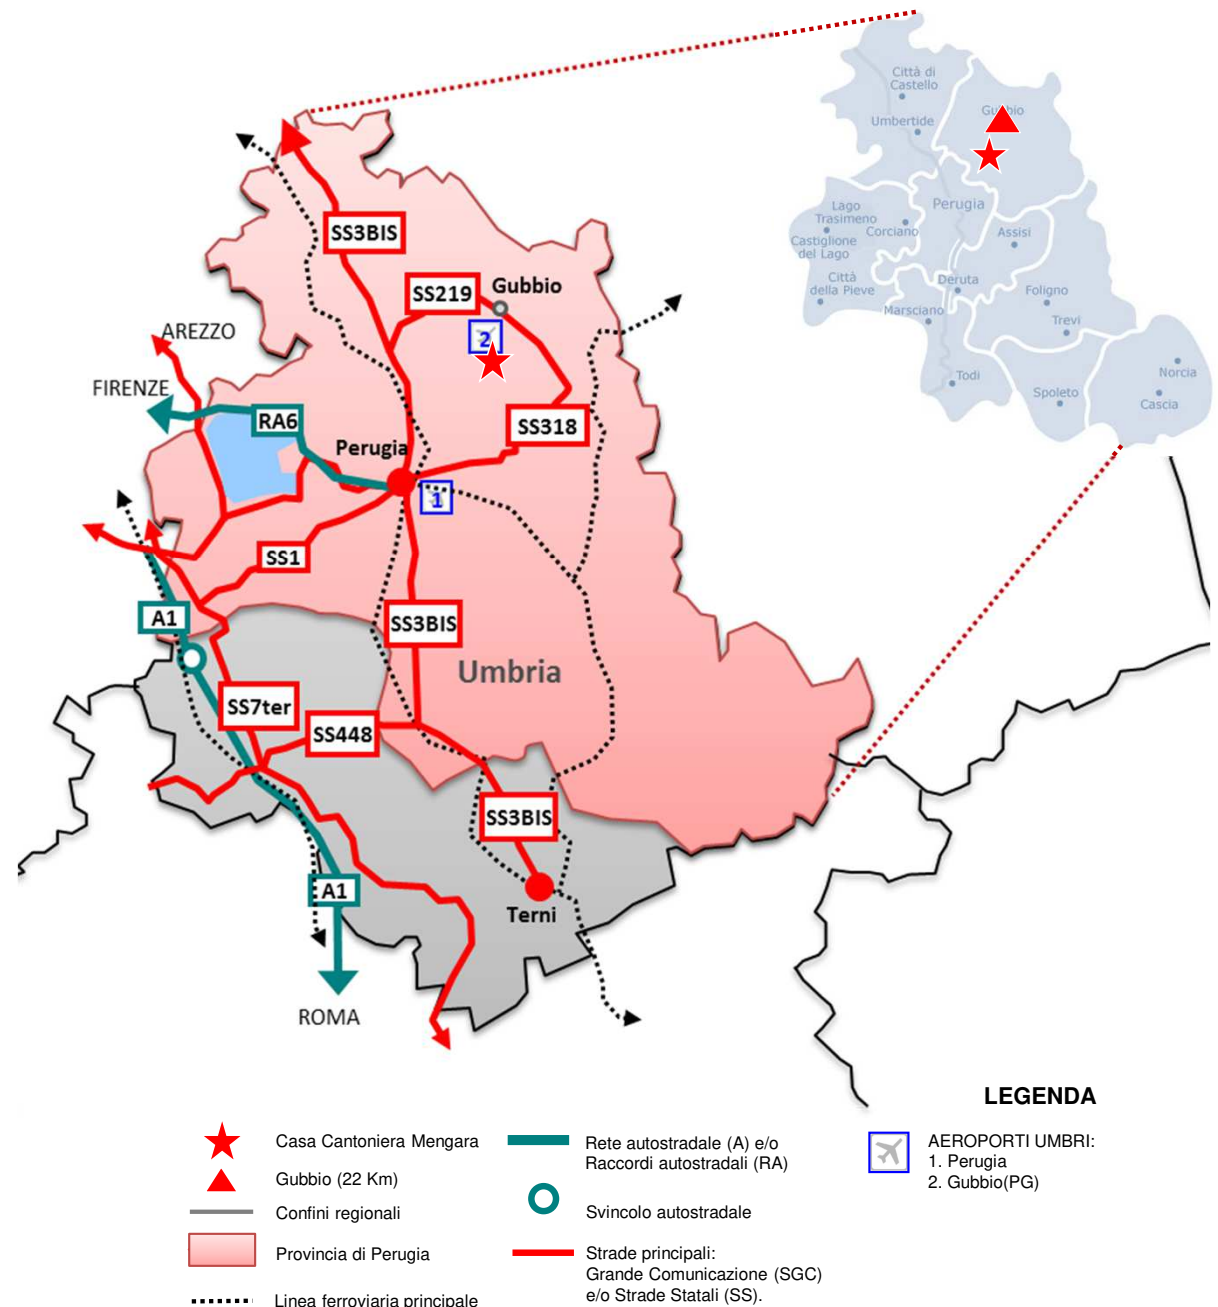 Città di
Castello
Umbertide
Gubbio
Perugia
Lago
Trasimeno
Corciano
Castiglione
del Lago
Assisi
Città
della Pieve
Deruta
Foligno
Marsciano
Trevi
Todi
Spoleto
Norcia
Cascia
SS3BIS
SS219
Gubbio
2
AREZZO
FIRENZE
RA6
SS318
Perugia
1
SS1
A1
SS3BIS
Umbria
SS7ter
SS448
SS3BIS
A1
Terni
ROMA
LEGENDA
Casa Cantoniera Mengara
Gubbio (22 Km)
Confini regionali
Provincia di Perugia
Linea ferroviaria principale
Rete autostradale (A) e/o
Raccordi autostradali (RA)
Svincolo autostradale
Strade principali:
Grande Comunicazione (SGC)
e/o Strade Statali (SS).
AEROPORTI UMBRI:
1. Perugia
2. Gubbio(PG)